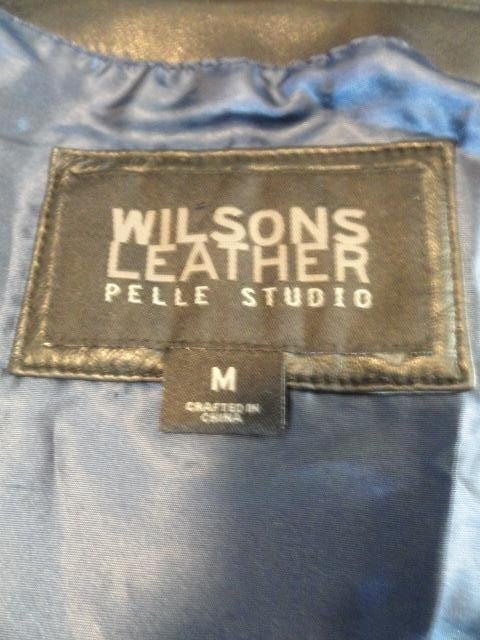 WILSONS
LEATHER
PELLE STUDIO
M
CRAFTED IN
CHINA